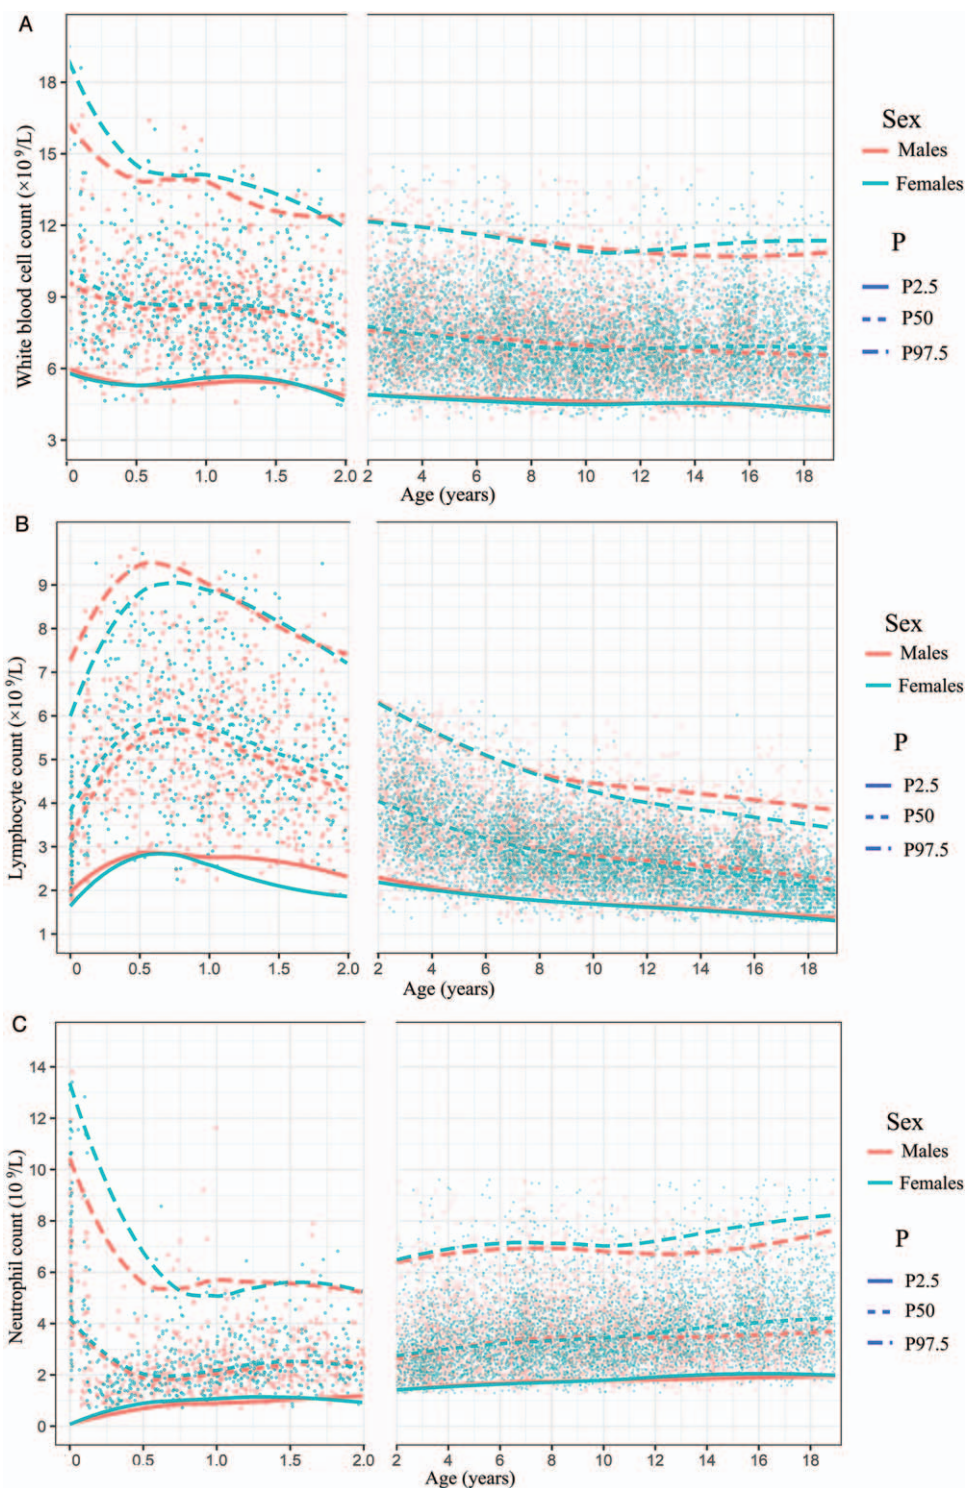 A
White blood cell count (×10⁹/L)
18
15
12
9
6
3
0
0.5
1.0
1.5
2.0
2
4
6
8
10
12
14
16
18
Age (years)
Sex
Males
Females
P
P2.5
P50
P97.5
B
Lymphocyte count (×10⁹/L)
9
8
7
6
5
4
3
2
1
0
0.5
1.0
1.5
2.0
2
4
6
8
10
12
14
16
18
Age (years)
Sex
Males
Females
P
P2.5
P50
P97.5
C
Neutrophil count (10⁹/L)
14
12
10
8
6
4
2
0
0
0.5
1.0
1.5
2.0
2
4
6
8
10
12
14
16
18
Age (years)
Sex
Males
Females
P
P2.5
P50
P97.5